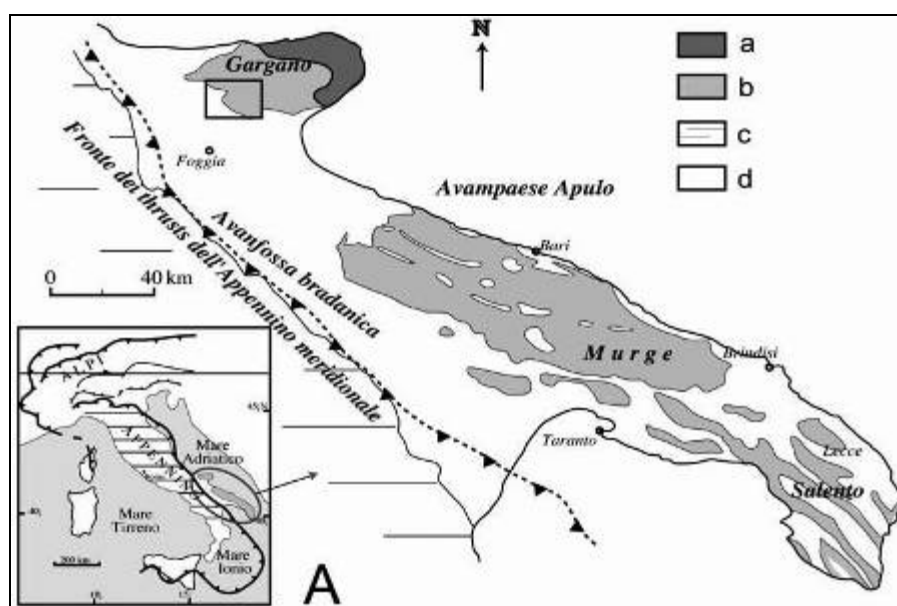 N
Gargano
a
b
c
d
Foggia
Avampaese Apulo
Fronte dei thrusts dell'Appennino meridionale
Avanfossa bradanica
Bari
0 40 km
Murge
Brindisi
Taranto
Lecce
Salento
ALPI
APPENNINI
Mare
Adriatico
Mare
Tirreno
Mare
Ionio
200 km
A